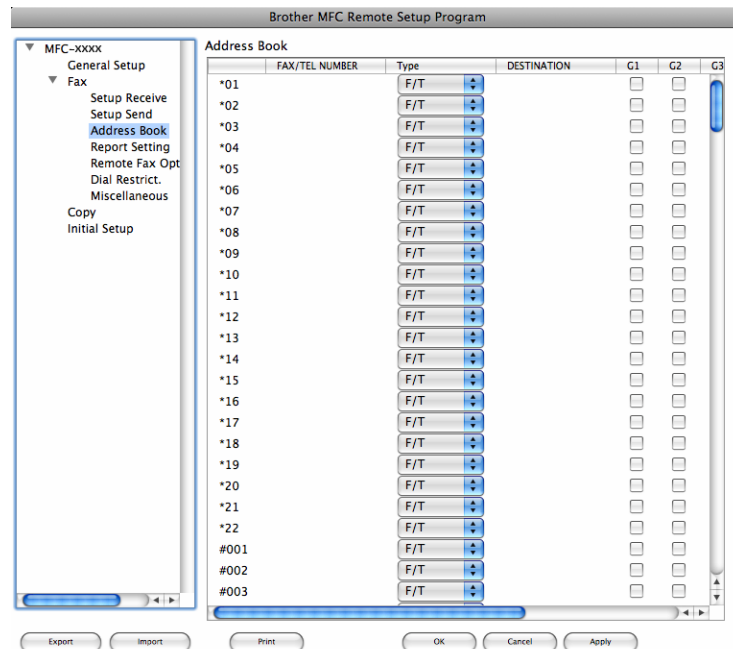 Brother MFC Remote Setup Program
MFC-XXXX
General Setup
Fax
Setup Receive
Setup Send
Address Book
Report Setting
Remote Fax Opt
Dial Restrict.
Miscellaneous
Copy
Initial Setup
Address Book
FAX/TEL NUMBER Type DESTINATION G1 G2 G3
*01 F/T
*02 F/T
*03 F/T
*04 F/T
*05 F/T
*06 F/T
*07 F/T
*08 F/T
*09 F/T
*10 F/T
*11 F/T
*12 F/T
*13 F/T
*14 F/T
*15 F/T
*16 F/T
*17 F/T
*18 F/T
*19 F/T
*20 F/T
*21 F/T
*22 F/T
#001 F/T
#002 F/T
#003 F/T
Export Import Print OK Cancel Apply